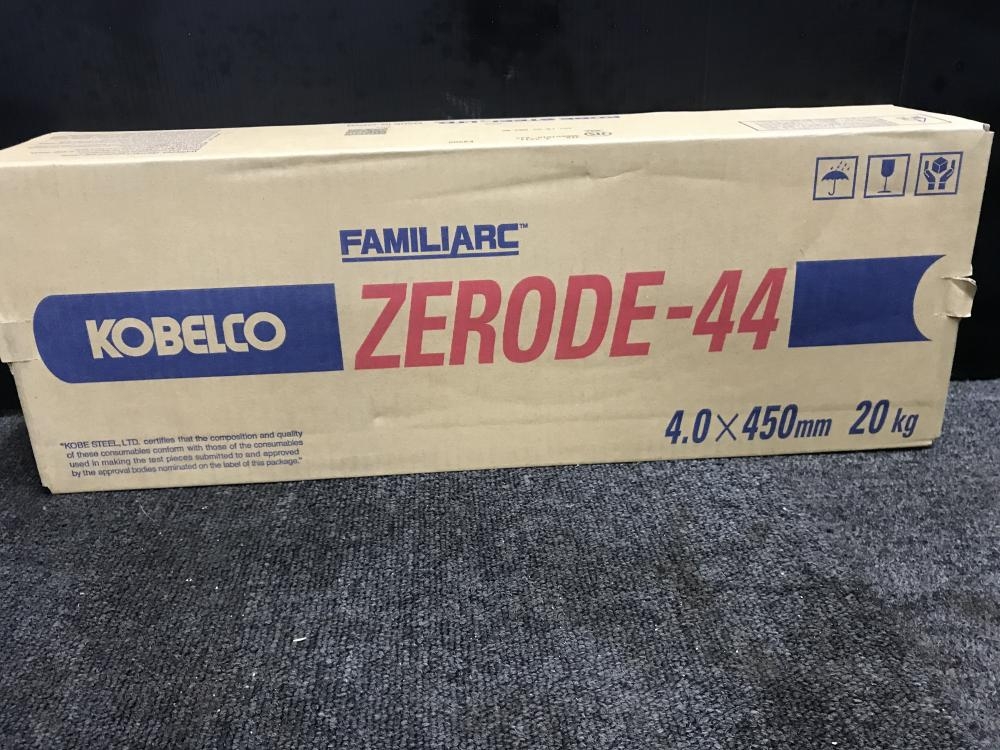 FAMILIARC™
KOBELCO
ZERODE-44
4.0×450mm 20kg
"KOBE STEEL, LTD. certifies that the composition and quality
of these consumables conform with those of the consumables
used in making the test pieces submitted to and approved
by the approval bodies nominated on the label of this package."